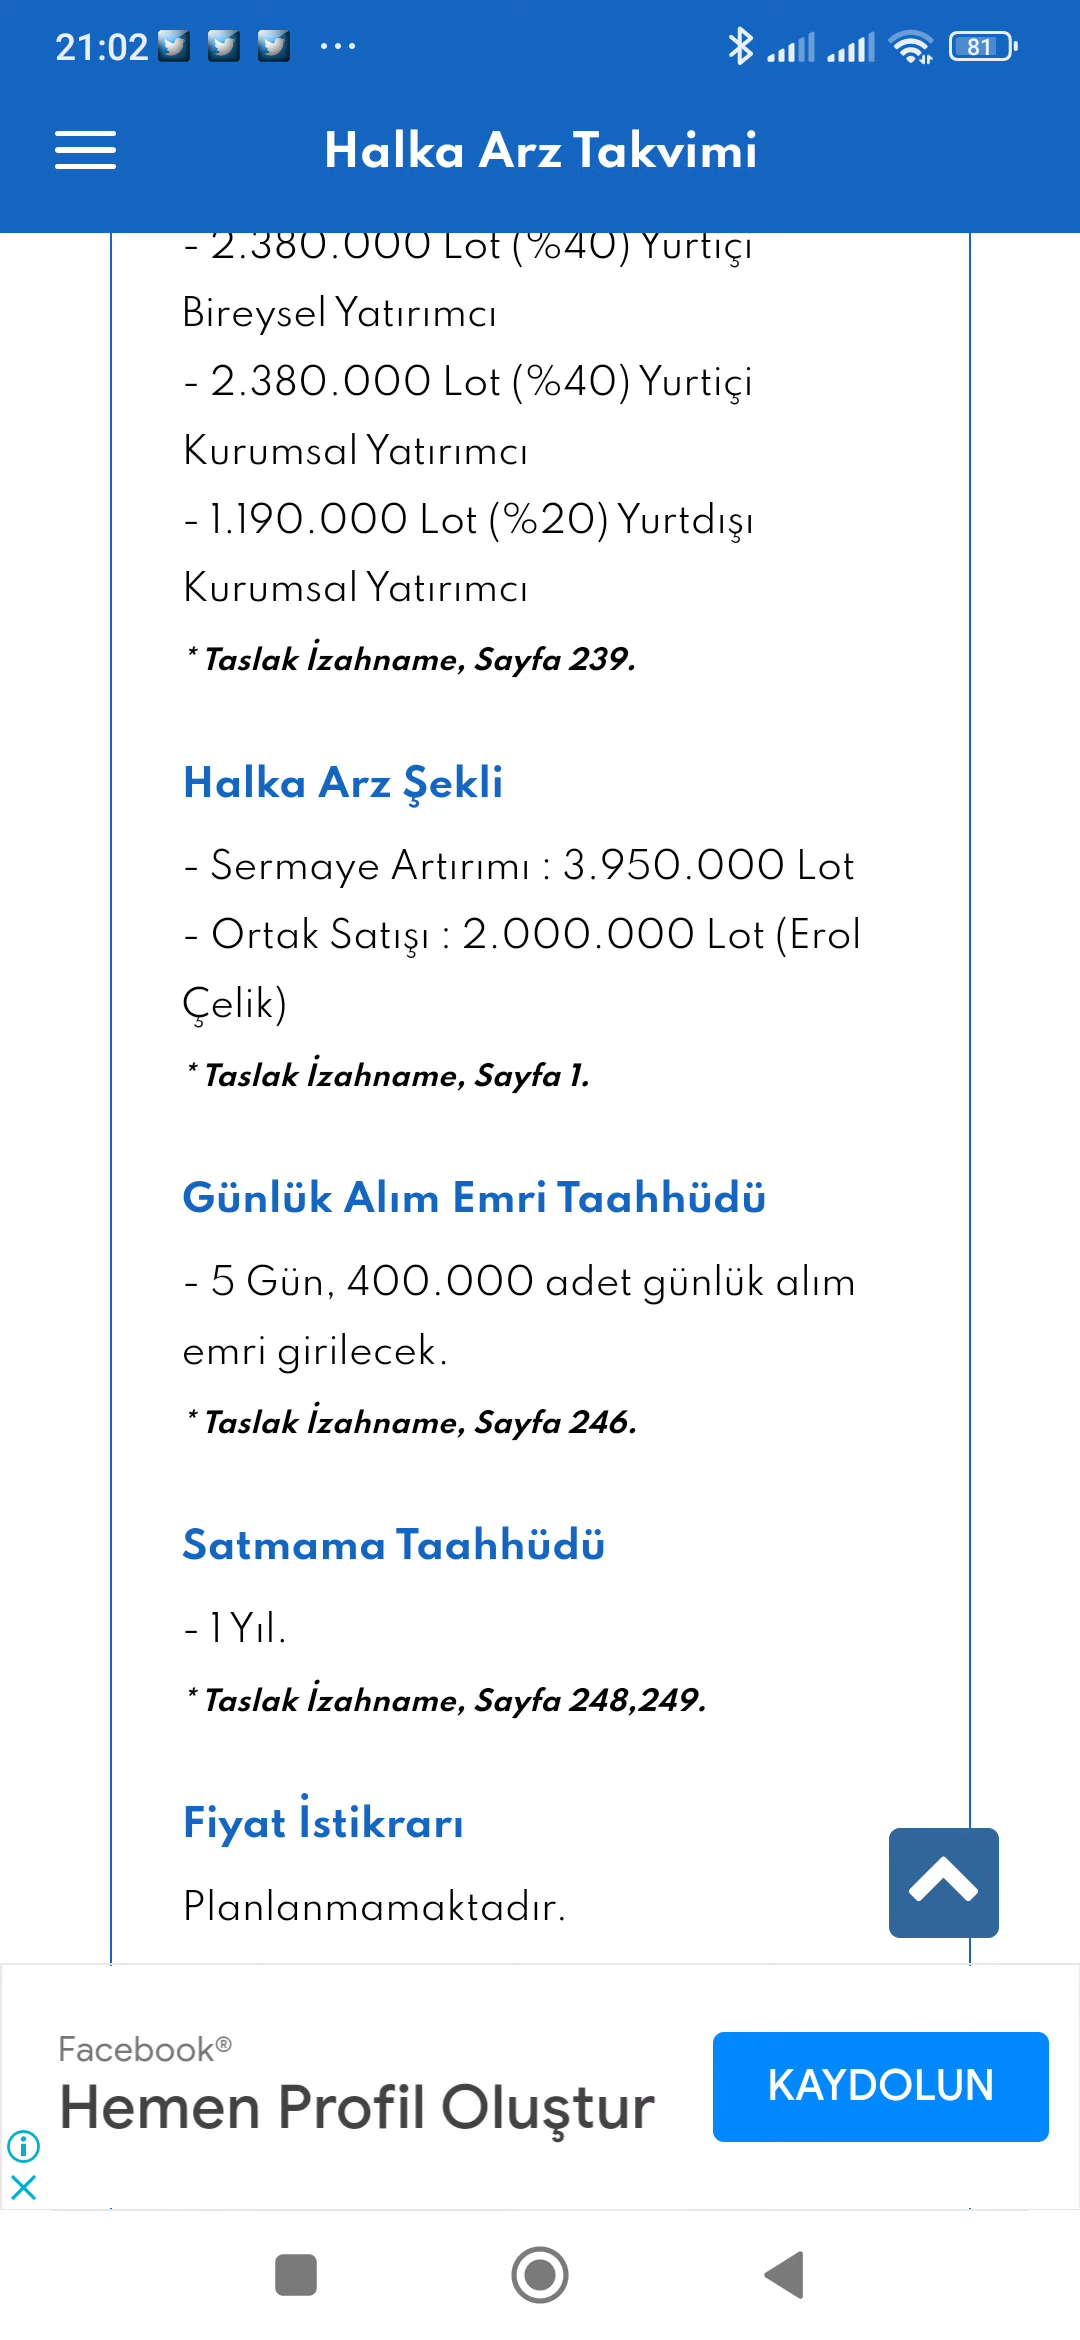 21:02
81
Halka Arz Takvimi
- 2.380.000 Lot (%40) Yurtiçi
Bireysel Yatırımcı
- 2.380.000 Lot (%40) Yurtiçi
Kurumsal Yatırımcı
- 1.190.000 Lot (%20) Yurtdışı
Kurumsal Yatırımcı
* Taslak İzahname, Sayfa 239.
Halka Arz Şekli
- Sermaye Artırımı : 3.950.000 Lot
- Ortak Satışı : 2.000.000 Lot (Erol
Çelik)
* Taslak İzahname, Sayfa 1.
Günlük Alım Emri Taahhüdü
- 5 Gün, 400.000 adet günlük alım
emri girilecek.
* Taslak İzahname, Sayfa 246.
Satmama Taahhüdü
- 1 Yıl.
* Taslak İzahname, Sayfa 248,249.
Fiyat İstikrarı
Planlanmamaktadır.
Facebook®
Hemen Profil Oluştur
KAYDOLUN